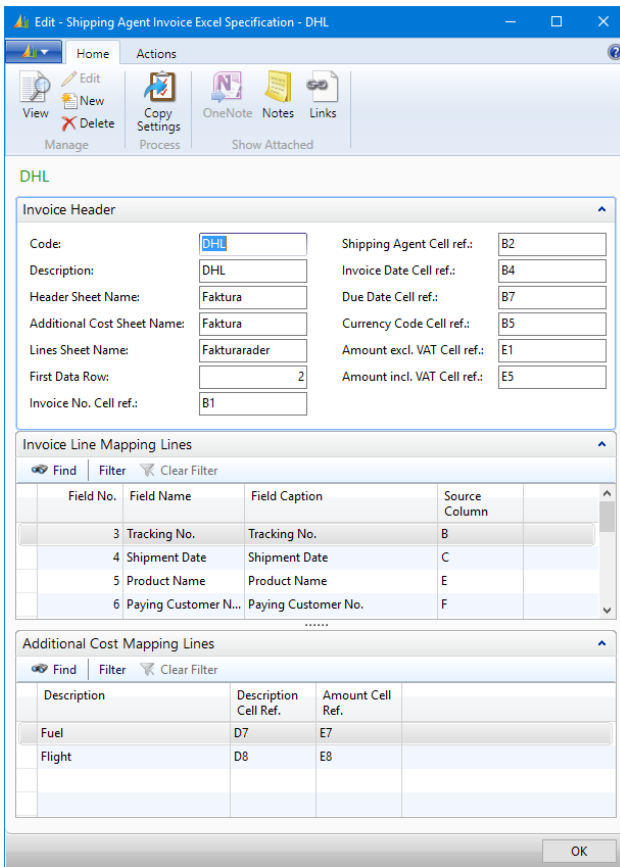 Edit - Shipping Agent Invoice Excel Specification - DHL
Home Actions
View
Edit
New
Delete
Copy Settings
OneNote Notes Links
Manage Process Show Attached
DHL
Invoice Header
Code: DHL
Description: DHL
Header Sheet Name: Faktura
Additional Cost Sheet Name: Faktura
Lines Sheet Name: Fakturarader
First Data Row: 2
Invoice No. Cell ref.: B1
Shipping Agent Cell ref.: B2
Invoice Date Cell ref.: B4
Due Date Cell ref.: B7
Currency Code Cell ref.: B5
Amount excl. VAT Cell ref.: E1
Amount incl. VAT Cell ref.: E5
Invoice Line Mapping Lines
Find Filter Clear Filter
Field No. Field Name Field Caption Source Column
3 Tracking No. Tracking No. B
4 Shipment Date Shipment Date C
5 Product Name Product Name E
6 Paying Customer N... Paying Customer No. F
Additional Cost Mapping Lines
Find Filter Clear Filter
Description Description Cell Ref. Amount Cell Ref.
Fuel D7 E7
Flight D8 E8
OK